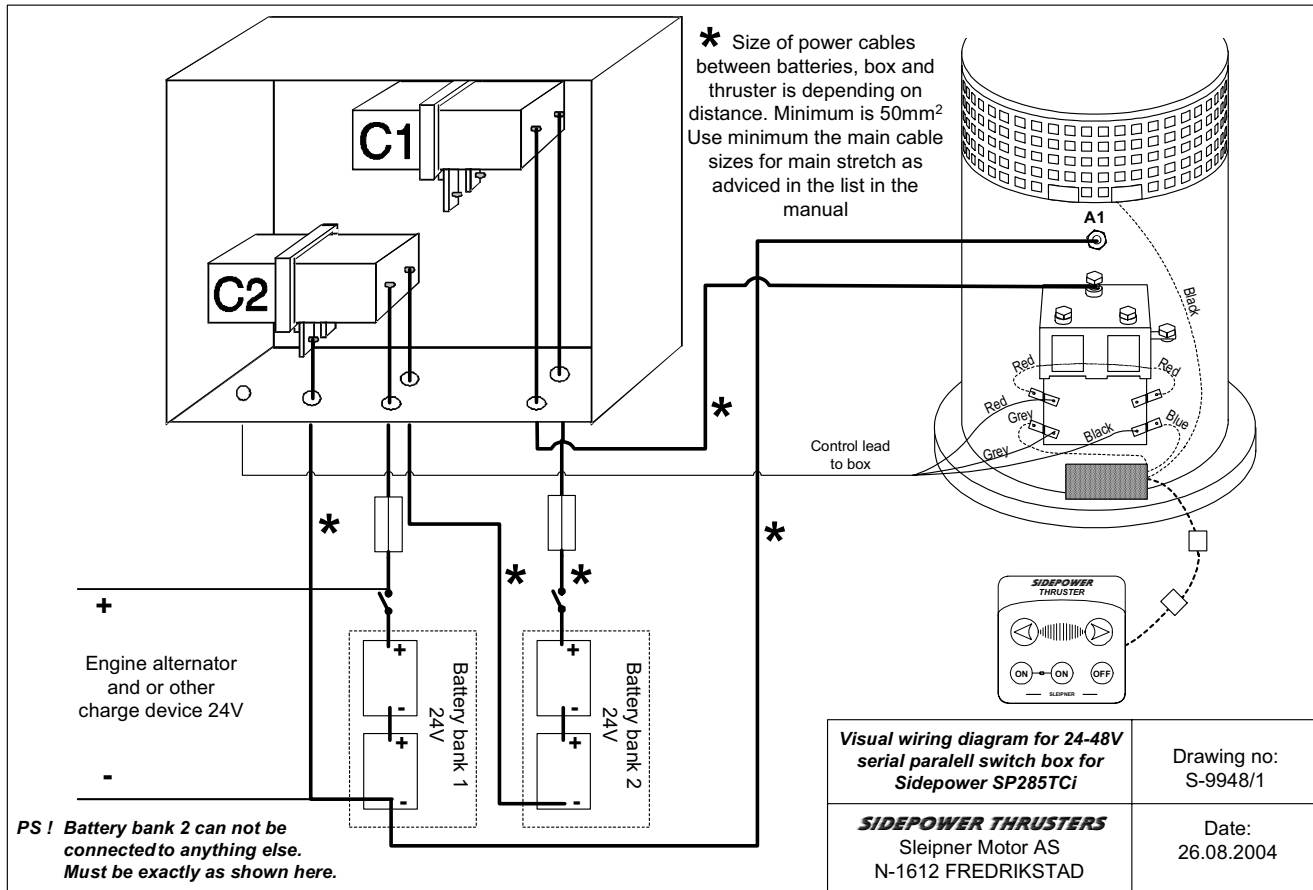 C1
C2
* Size of power cables
between batteries, box and
thruster is depending on
distance. Minimum is 50mm²
Use minimum the main cable
sizes for main stretch as
adviced in the list in the
manual
A1
Black
Red
Red
Red
Grey
Black
Blue
Grey
Control lead
to box
*
*
*
*
*
+
Engine alternator
and or other
charge device 24V
-
+
-
+
-
Battery bank 1
24V
+
-
+
-
Battery bank 2
24V
SIDEPOWER
THRUSTER
ON
ON
OFF
SLEIPNER
PS ! Battery bank 2 can not be
connected to anything else.
Must be exactly as shown here.
Visual wiring diagram for 24-48V
serial paralell switch box for
Sidepower SP285TCi
Drawing no:
S-9948/1
SIDEPOWER THRUSTERS
Sleipner Motor AS
N-1612 FREDRIKSTAD
Date:
26.08.2004